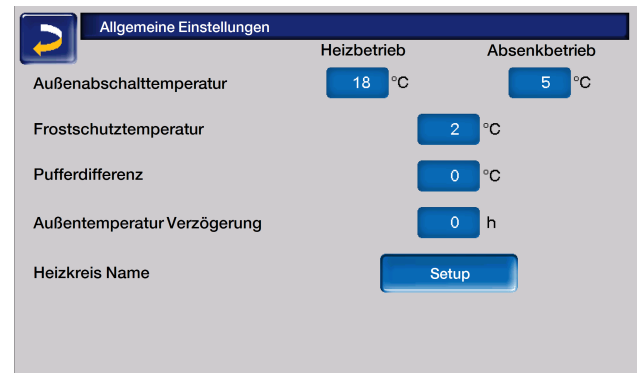 Allgemeine Einstellungen
Heizbetrieb Absenkbetrieb
Außenabschalttemperatur 18 °C 5 °C
Frostschutztemperatur 2 °C
Pufferdifferenz 0 °C
Außentemperatur Verzögerung 0 h
Heizkreis Name Setup